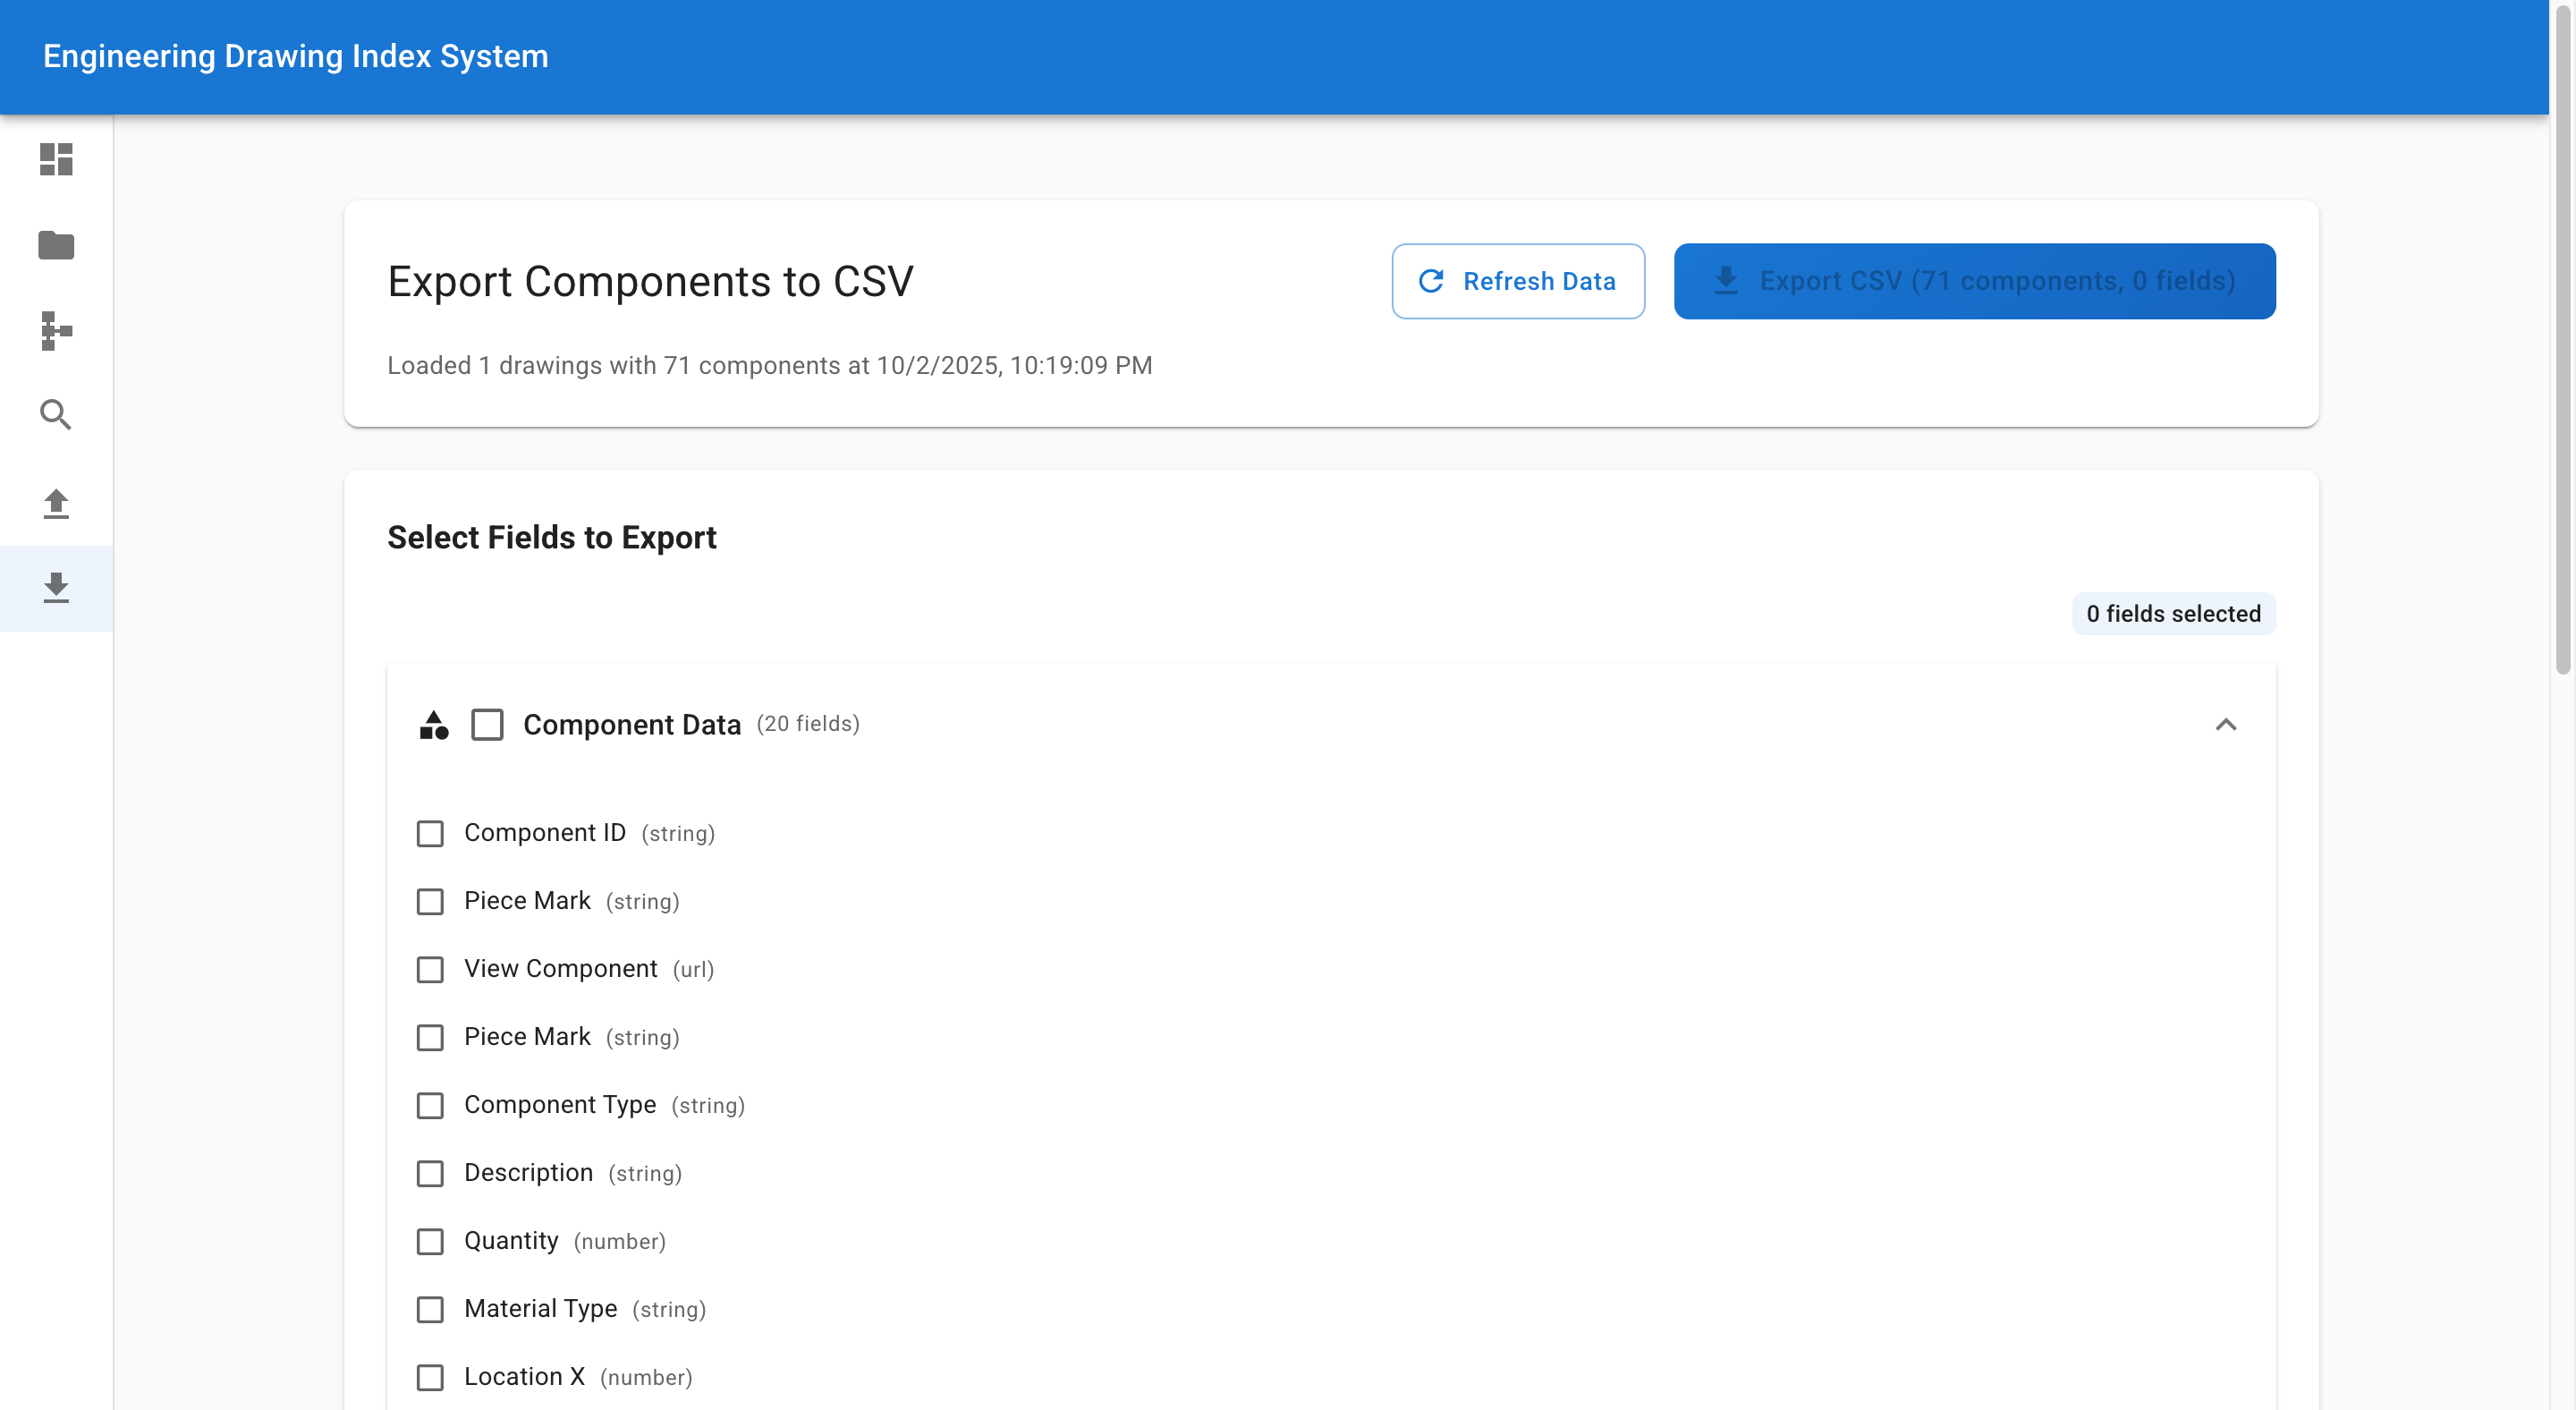 Engineering Drawing Index System
Export Components to CSV
Refresh Data
Export CSV (71 components, 0 fields)
Loaded 1 drawings with 71 components at 10/2/2025, 10:19:09 PM
Select Fields to Export
0 fields selected
Component Data (20 fields)
Component ID (string)
Piece Mark (string)
View Component (url)
Piece Mark (string)
Component Type (string)
Description (string)
Quantity (number)
Material Type (string)
Location X (number)